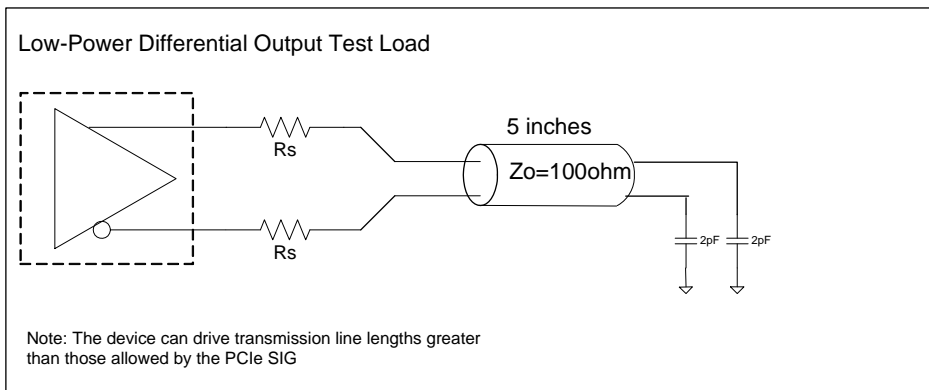 Low-Power Differential Output Test Load
Rs
5 inches
Zo=100ohm
Rs
2pF
2pF
Note: The device can drive transmission line lengths greater
than those allowed by the PCIe SIG